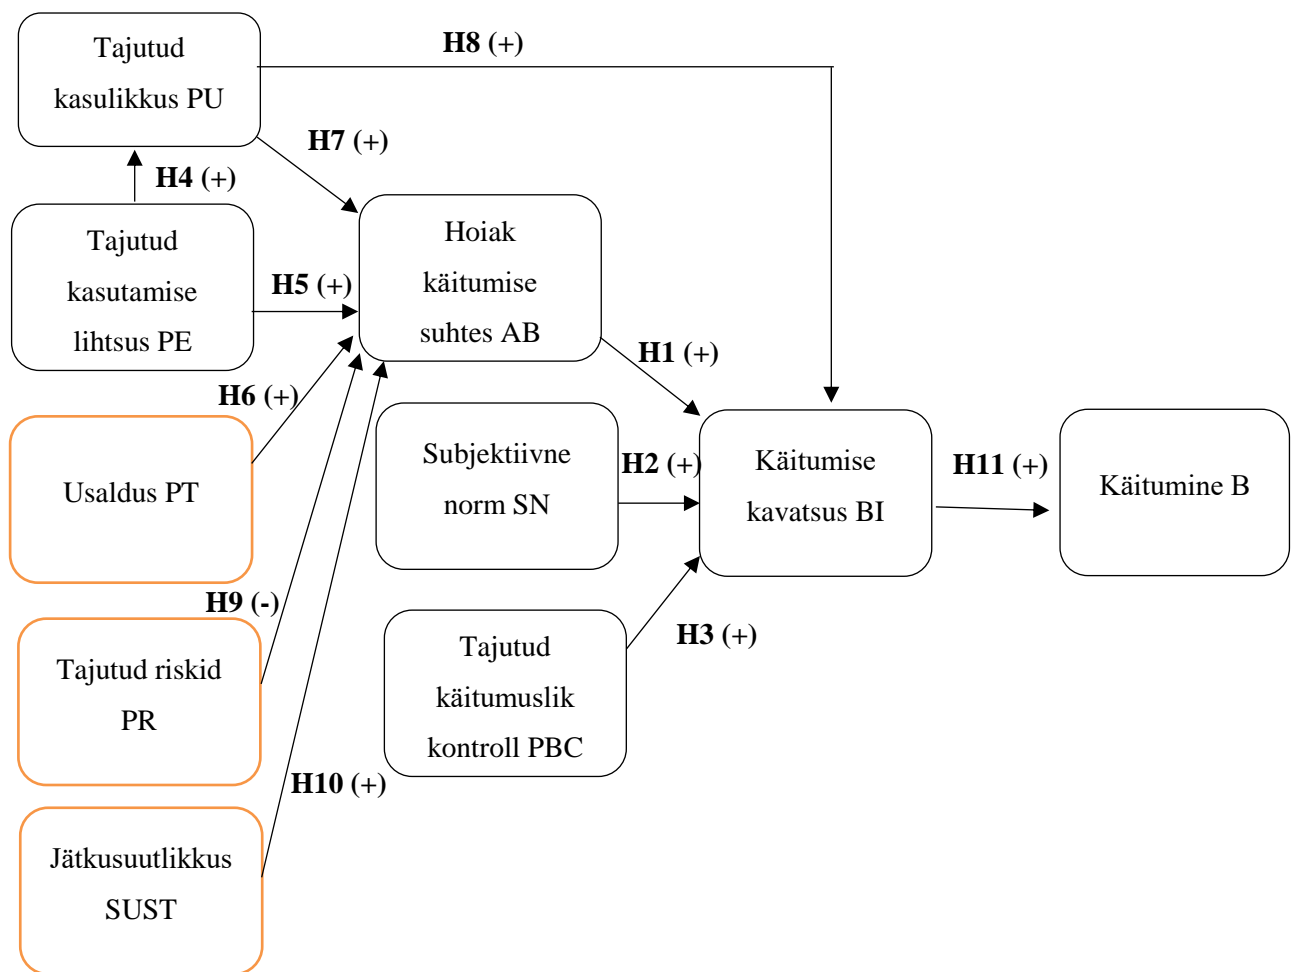 Tajutud
kasulikkus PU
H8 (+)
H7 (+)
H4 (+)
Tajutud
kasutamise
lihtsus PE
H5 (+)
Hoiak
käitumise
suhtes AB
H1 (+)
H6 (+)
Usaldus PT
Subjektiivne
norm SN
H2 (+)
Käitumise
kavatsus BI
H11 (+)
Käitumine B
H9 (-)
Tajutud riskid
PR
Tajutud
käitumuslik
kontroll PBC
H3 (+)
H10 (+)
Jätkusuutlikkus
SUST